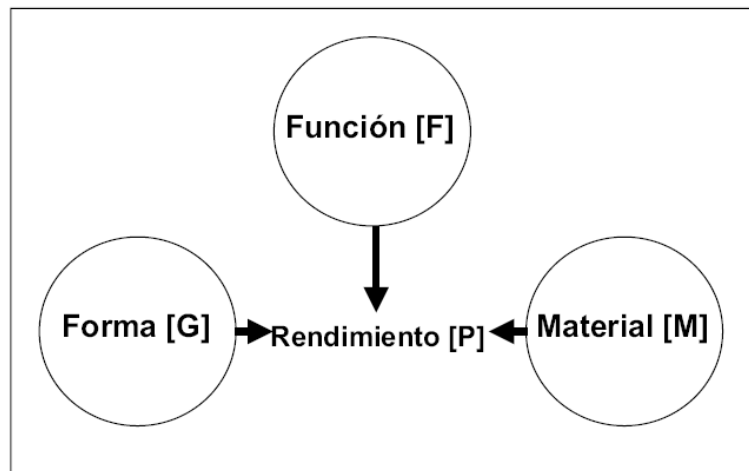 Función [F]
Forma [G]
Rendimiento [P]
Material [M]